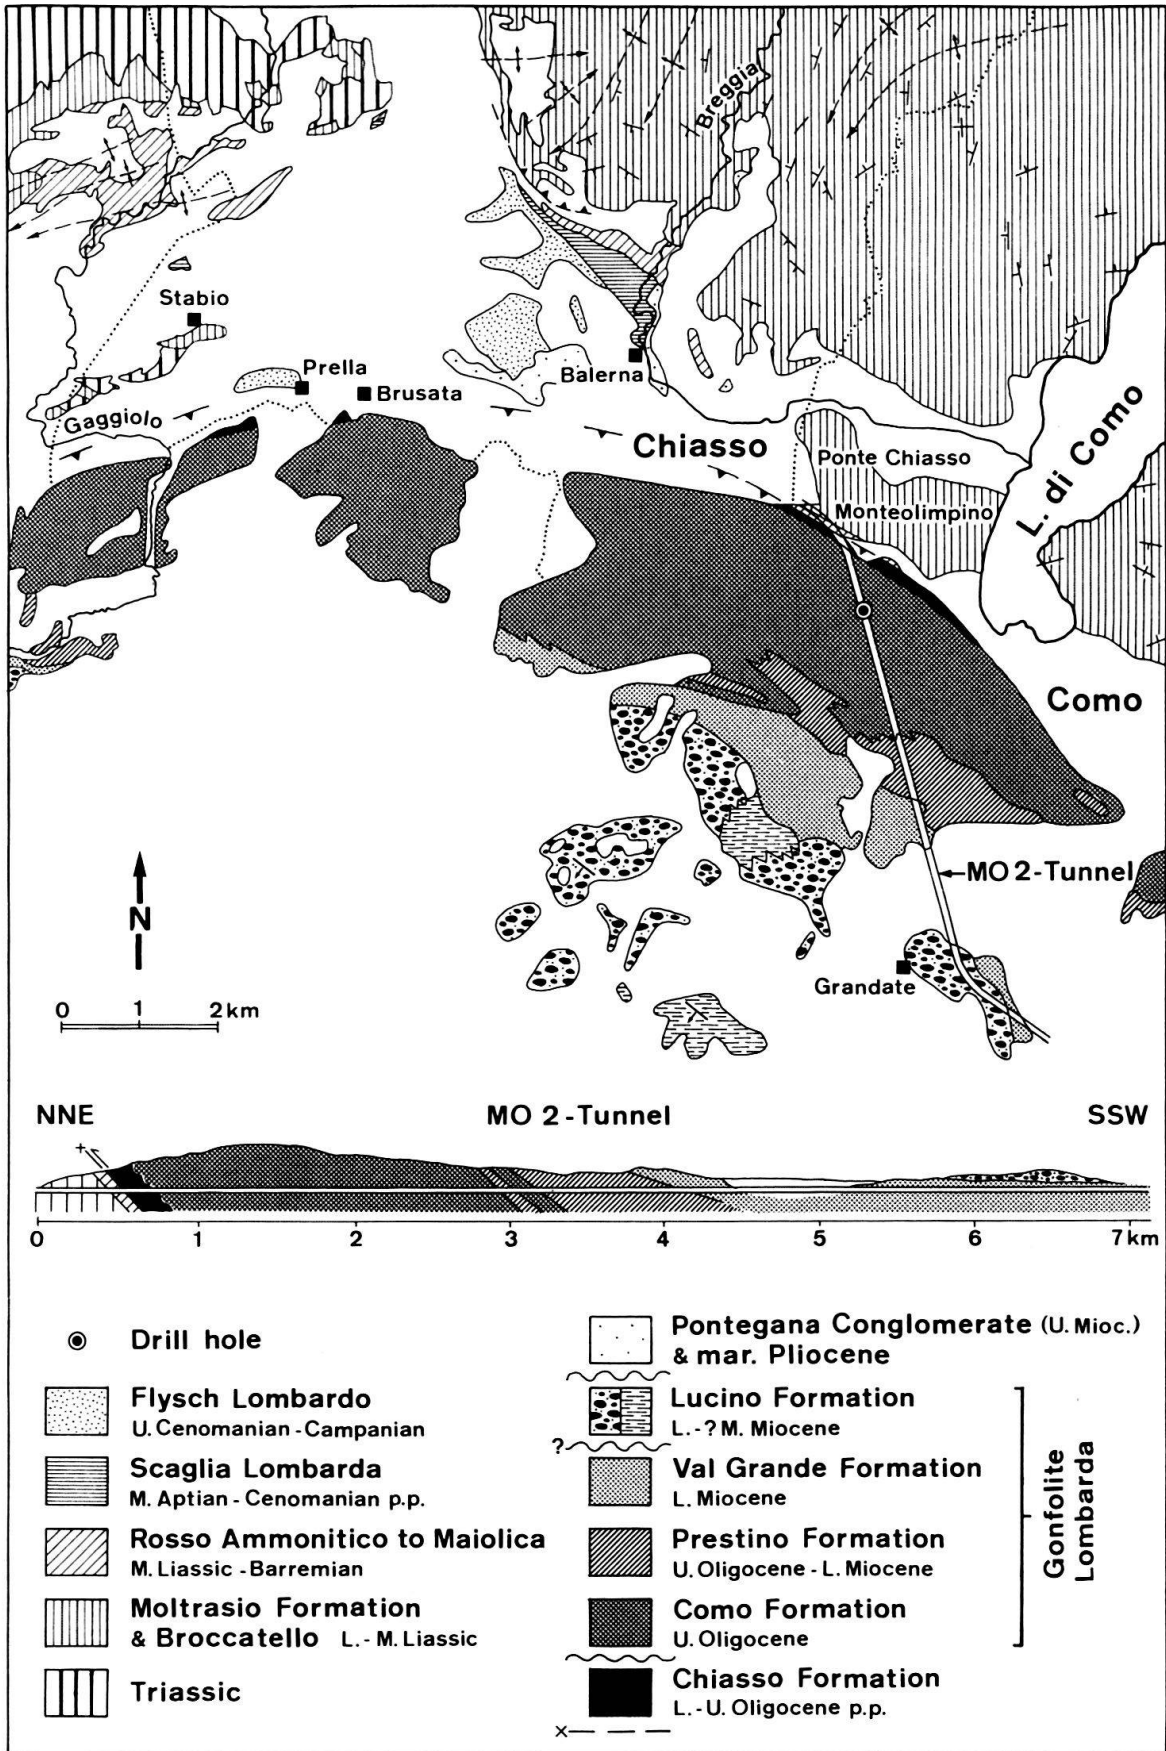 Breggia
Stabio
Prella
Brusata
Balerna
Gaggiolo
Chiasso
Ponte Chiasso
Monteolimpino
L. di Como
Como
MO 2-Tunnel
N
Grandate
0 1 2 km
NNE MO 2-Tunnel SSW
+
0 1 2 3 4 5 6 7 km
Drill hole
Flysch Lombardo
U. Cenomanian - Campanian
Scaglia Lombarda
M. Aptian - Cenomanian p.p.
Rosso Ammonitico to Maiolica
M. Liassic - Barremian
Moltrasio Formation
& Broccatello L. - M. Liassic
Triassic
Pontegana Conglomerate (U. Mioc.)
& mar. Pliocene
Lucino Formation
L. - ? M. Miocene
?
Val Grande Formation
L. Miocene
Prestino Formation
U. Oligocene - L. Miocene
Como Formation
U. Oligocene
Chiasso Formation
L. - U. Oligocene p.p.
x
Gonfolite
Lombarda